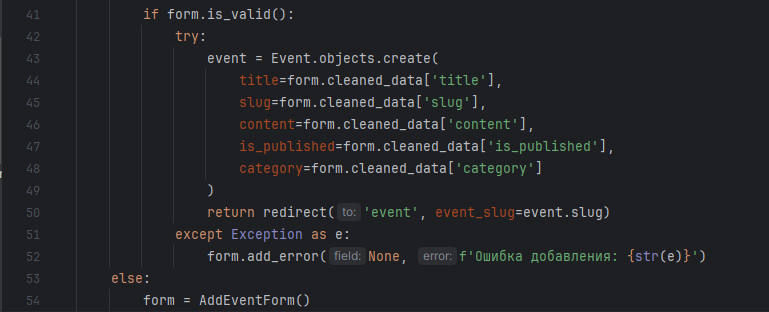 41 if form.is_valid():
42 try:
43 event = Event.objects.create(
44 title=form.cleaned_data['title'],
45 slug=form.cleaned_data['slug'],
46 content=form.cleaned_data['content'],
47 is_published=form.cleaned_data['is_published'],
48 category=form.cleaned_data['category']
49 )
50 return redirect( to: 'event', event_slug=event.slug)
51 except Exception as e:
52 form.add_error( field: None, error: f'Ошибка добавления: {str(e)}')
53 else:
54 form = AddEventForm()